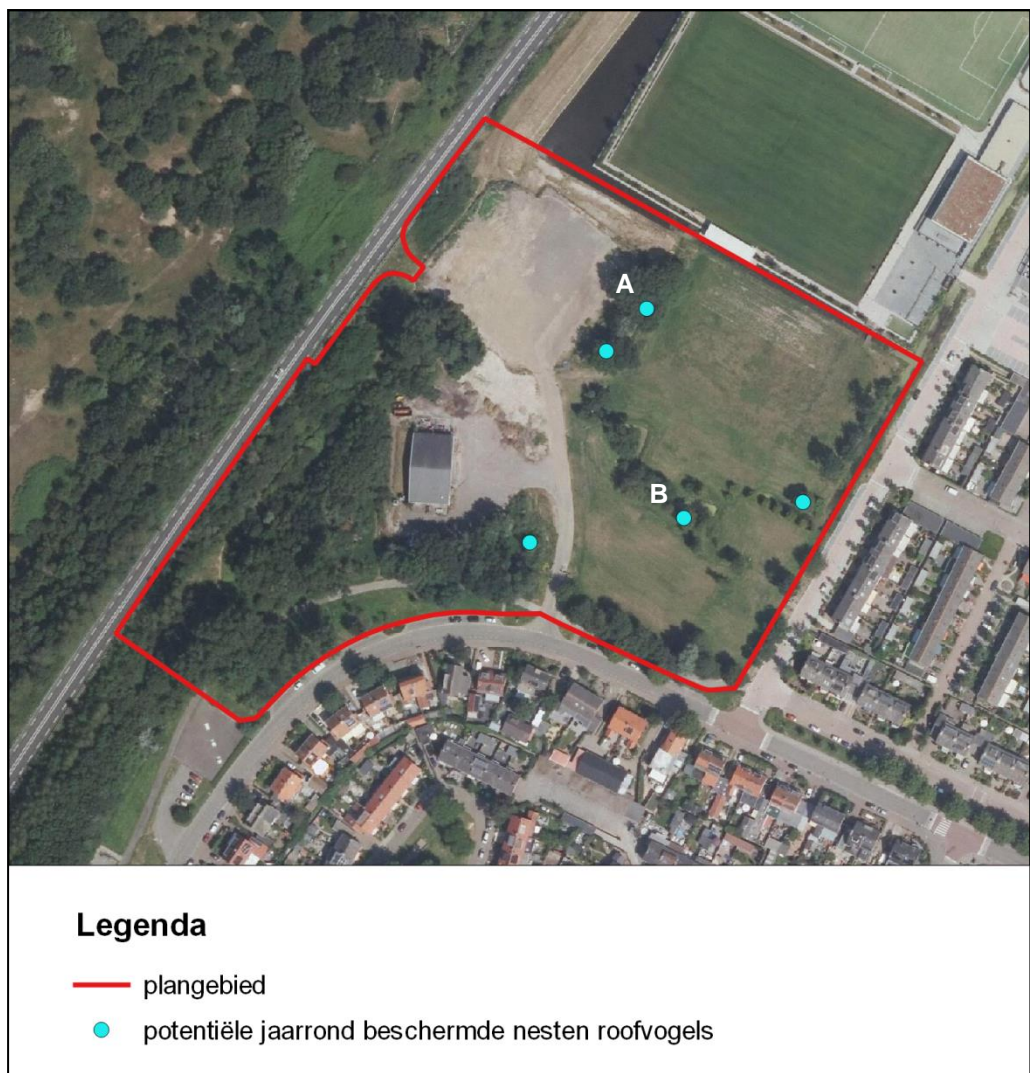 A
B
Legenda
plangebied
potentiële jaarrond beschermde nesten roofvogels